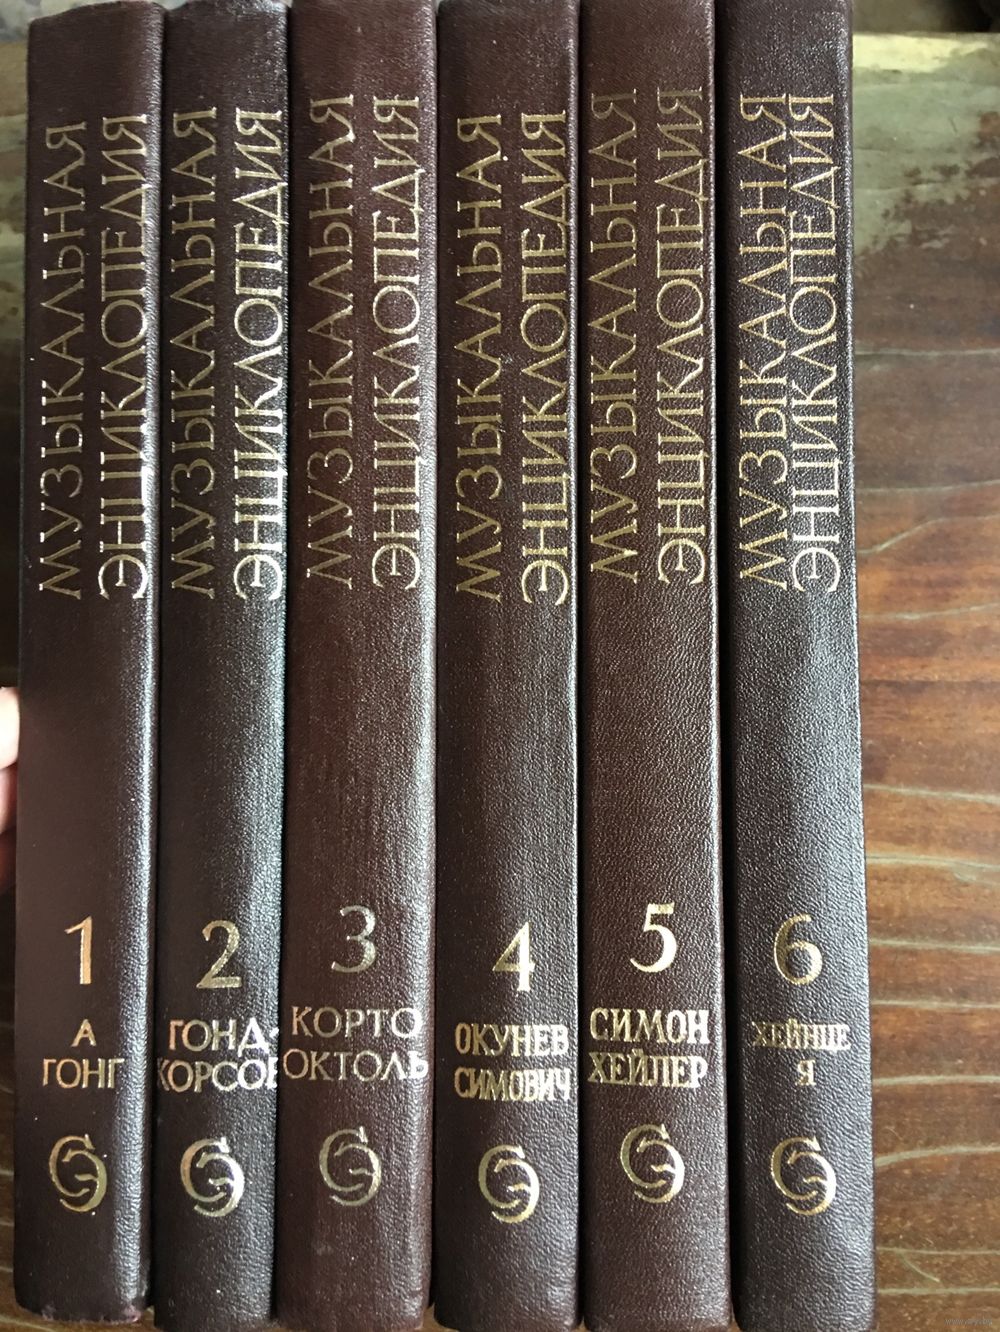 МУЗЫКАЛЬНАЯ
ЭНЦИКЛОПЕДИЯ
1
А
ГОНГ
МУЗЫКАЛЬНАЯ
ЭНЦИКЛОПЕДИЯ
2
ГОНД-
КОРСОВ
МУЗЫКАЛЬНАЯ
ЭНЦИКЛОПЕДИЯ
3
КОРТО
ОКТОЛЬ
МУЗЫКАЛЬНАЯ
ЭНЦИКЛОПЕДИЯ
4
ОКУНЕВ
СИМОВИЧ
МУЗЫКАЛЬНАЯ
ЭНЦИКЛОПЕДИЯ
5
СИМОН
ХЕЙЛЕР
МУЗЫКАЛЬНАЯ
ЭНЦИКЛОПЕДИЯ
6
ХЕЙНЦЕ
Я